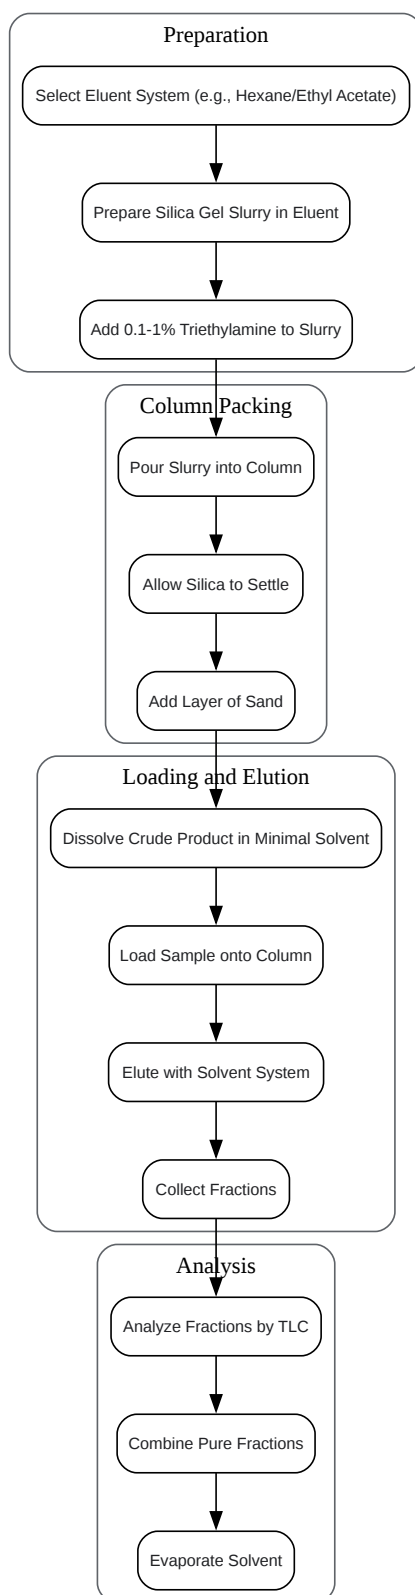 Preparation
Select Eluent System (e.g., Hexane/Ethyl Acetate)
Prepare Silica Gel Slurry in Eluent
Add 0.1-1% Triethylamine to Slurry
Column Packing
Pour Slurry into Column
Allow Silica to Settle
Add Layer of Sand
Loading and Elution
Dissolve Crude Product in Minimal Solvent
Load Sample onto Column
Elute with Solvent System
Collect Fractions
Analysis
Analyze Fractions by TLC
Combine Pure Fractions
Evaporate Solvent